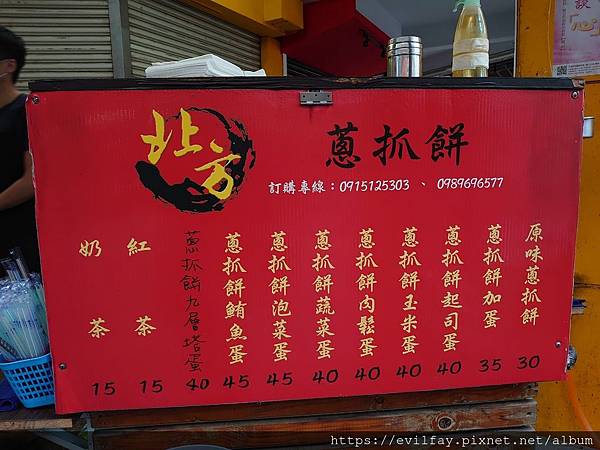 北方
蔥抓餅
訂購專線：0915125303 、 0989696577
原味蔥抓餅 30
蔥抓餅加蛋 35
蔥抓餅起司蛋 40
蔥抓餅玉米蛋 40
蔥抓餅肉鬆蛋 40
蔥抓餅蔬菜蛋 40
蔥抓餅泡菜蛋 45
蔥抓餅鮪魚蛋 45
蔥抓餅九層塔蛋 40
紅茶 15
奶茶 15
https://evilfay.pixnet.net/album